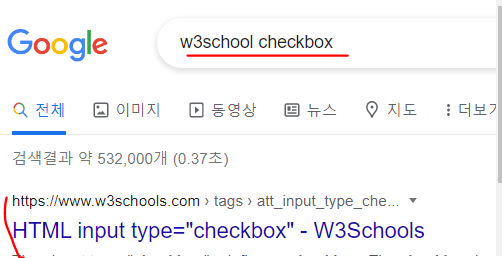 Google
w3school checkbox
전체 이미지 동영상 뉴스 지도 더보기
검색결과 약 532,000개 (0.37초)
https://www.w3schools.com › tags › att_input_type_che...
HTML input type="checkbox" - W3Schools